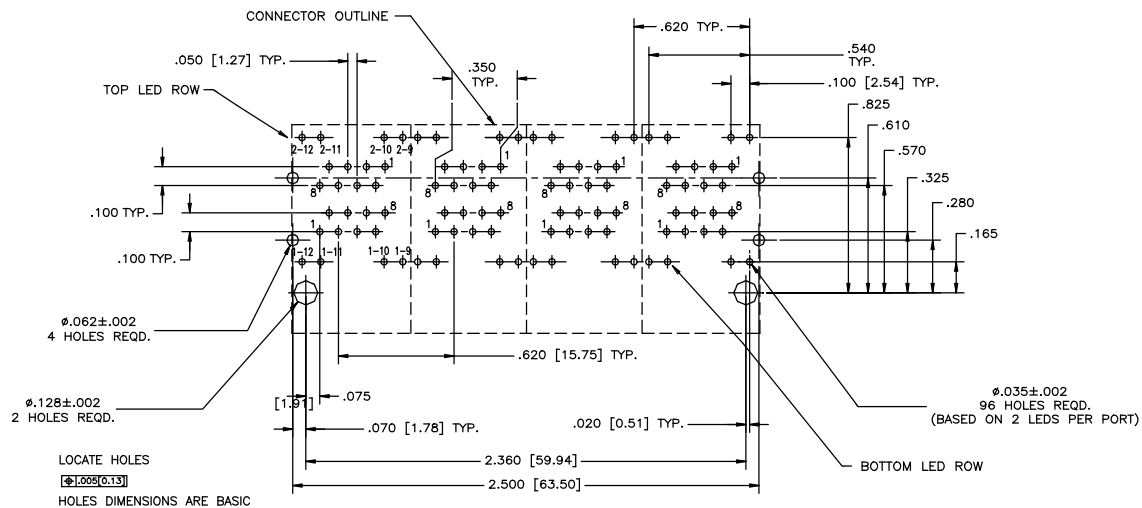 CONNECTOR OUTLINE
.620 TYP.
.050 [1.27] TYP.
.350
TYP.
.540
TYP.
.100 [2.54] TYP.
TOP LED ROW
.825
.610
.570
.325
.280
.165
2-12 2-11 2-10 2-9
1 1 1 1
8 8 8 8
.100 TYP.
8 8 8 8
1 1 1 1
.100 TYP.
1-12 1-11 1-10 1-9
ø.062±.002
4 HOLES REQD.
.620 [15.75] TYP.
ø.128±.002
2 HOLES REQD.
.075
[1.91]
.070 [1.78] TYP.
.020 [0.51] TYP.
ø.035±.002
96 HOLES REQD.
(BASED ON 2 LEDS PER PORT)
LOCATE HOLES
⌖ .005[0.13]
HOLES DIMENSIONS ARE BASIC
2.360 [59.94]
BOTTOM LED ROW
2.500 [63.50]